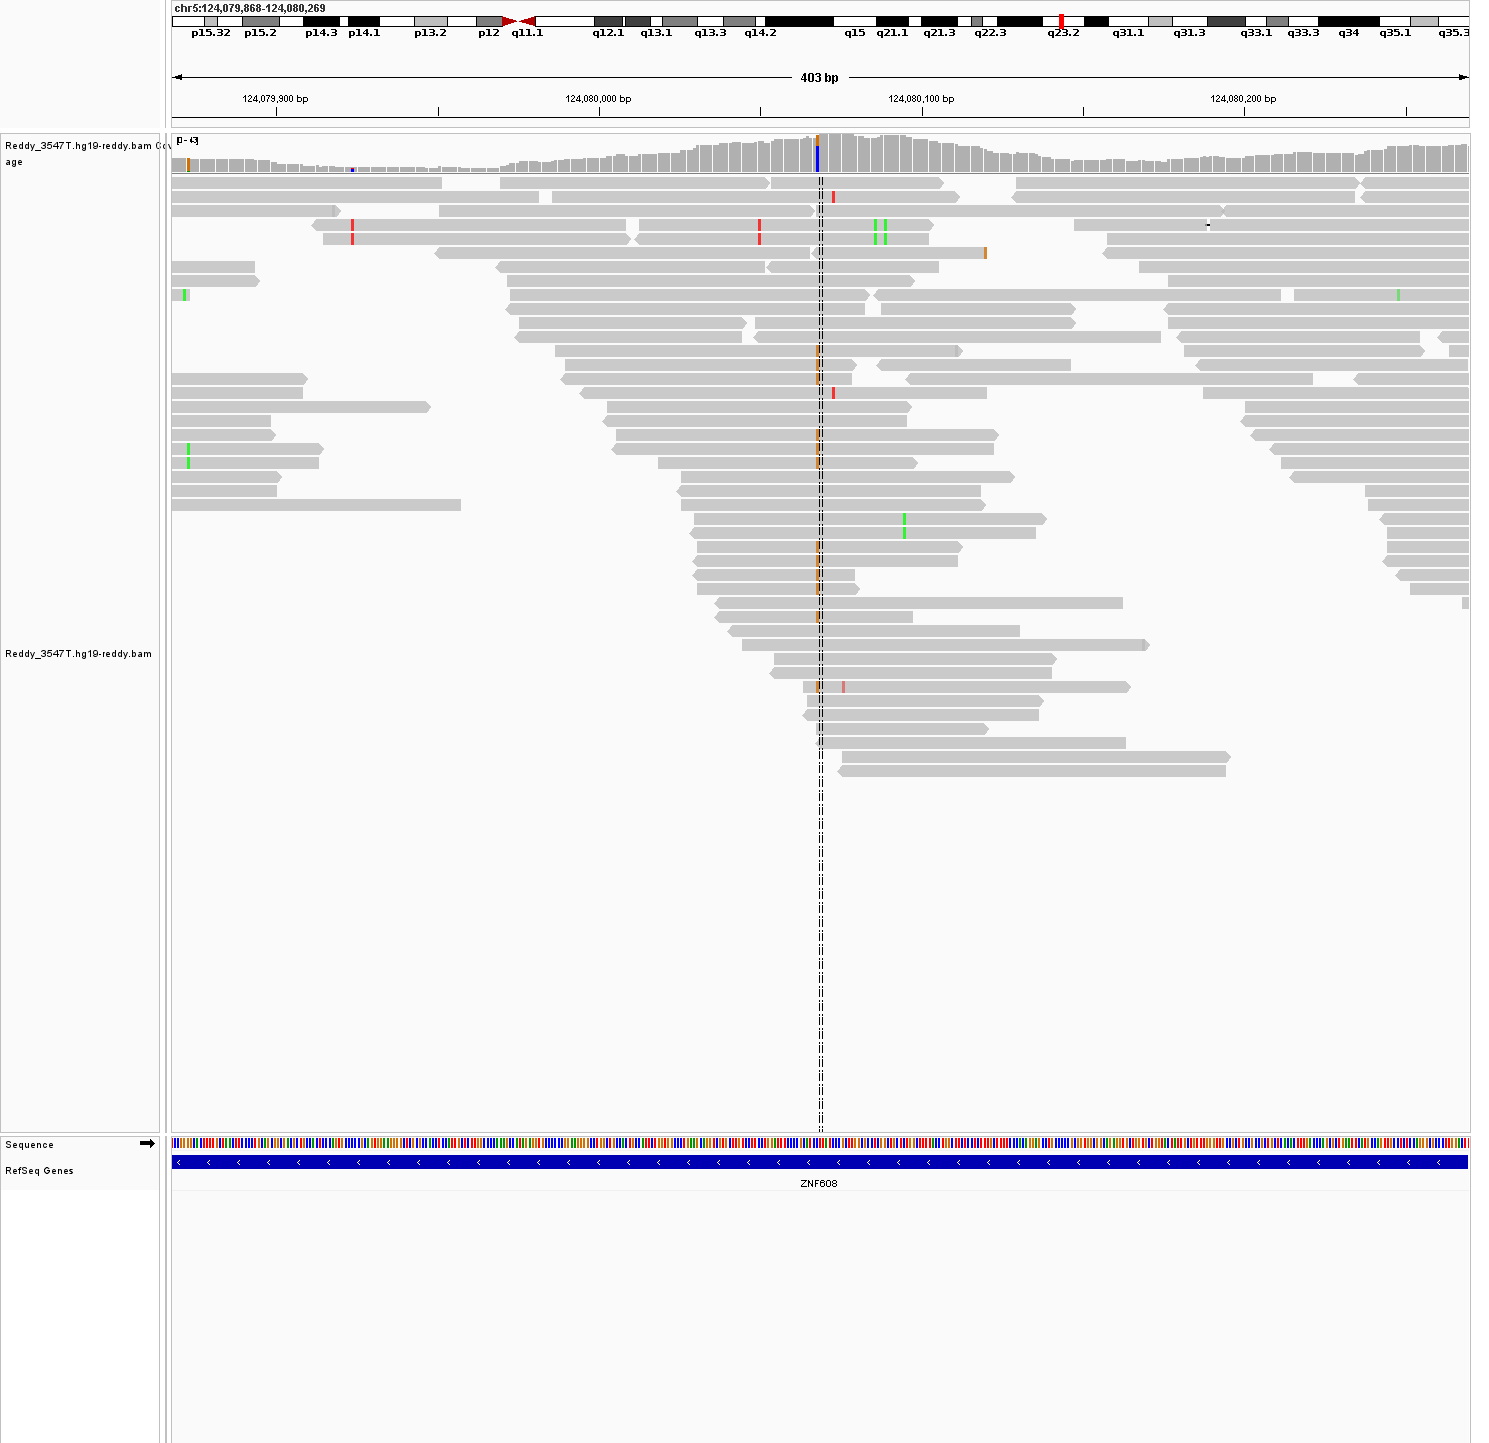 chr5:124,079,868-124,080,269
p15.32 p15.2 p14.3 p14.1 p13.2 p12 q11.1 q12.1 q13.1 q13.3 q14.2 q15 q21.1 q21.3 q22.3 q23.2 q31.1 q31.3 q33.1 q33.3 q34 q35.1 q35.3
403 bp
124,079,900 bp 124,080,000 bp 124,080,100 bp 124,080,200 bp
Reddy_3547T.hg19-reddy.bam Cov
age
[0 - 43]
Reddy_3547T.hg19-reddy.bam
Sequence
RefSeq Genes
ZNF608